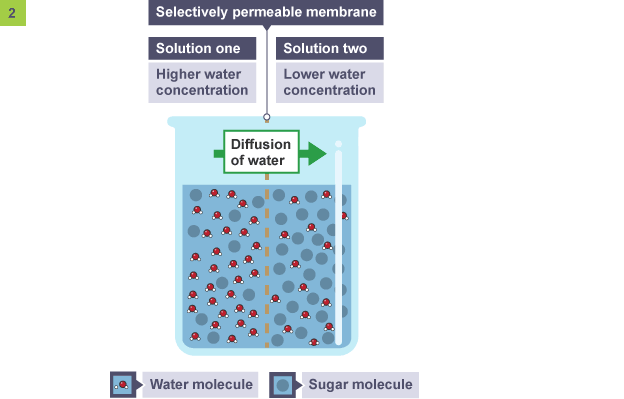 2
Selectively permeable membrane
Solution one
Higher water
concentration
Solution two
Lower water
concentration
Diffusion
of water
Water molecule
Sugar molecule